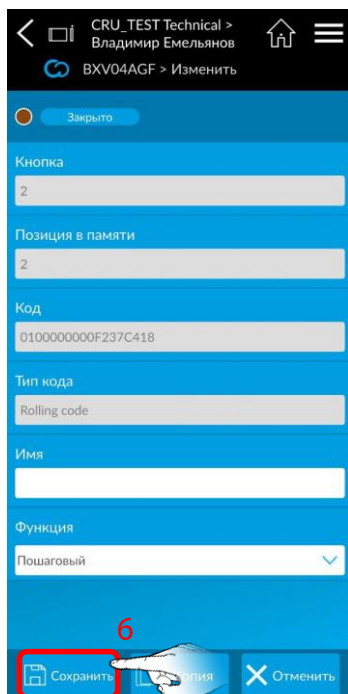 CRU_TEST Technical >
Владимир Емельянов
BXV04AGF > Изменить
Закрыто
Кнопка
2
Позиция в памяти
2
Код
0100000000F237C418
Тип кода
Rolling code
Имя
Функция
Пошаговый
6
Сохранить
Отменить